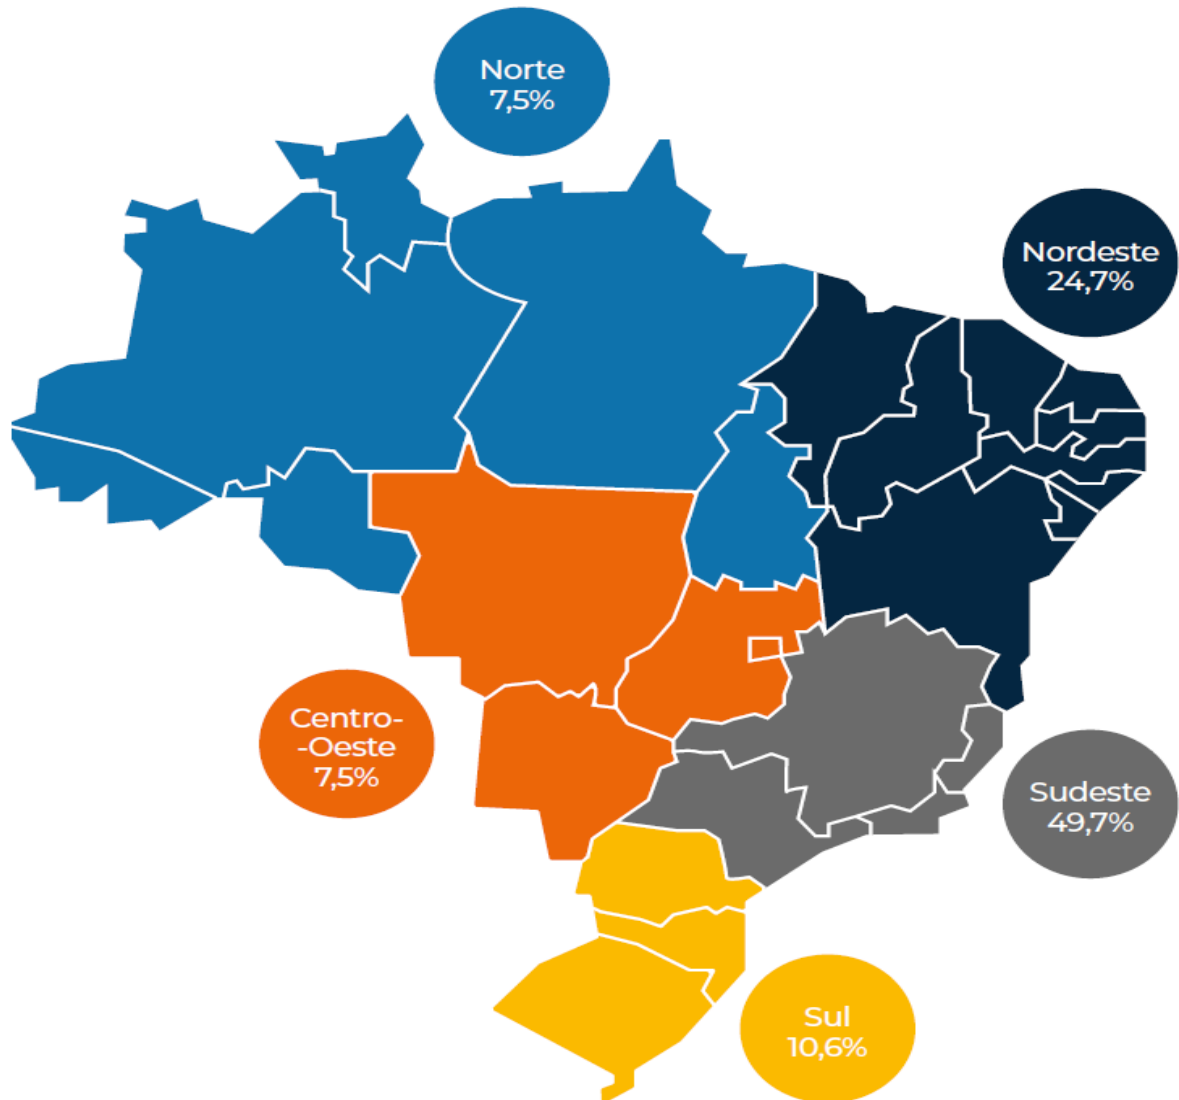 Norte
7,5%
Nordeste
24,7%
Centro-
-Oeste
7,5%
Sudeste
49,7%
Sul
10,6%